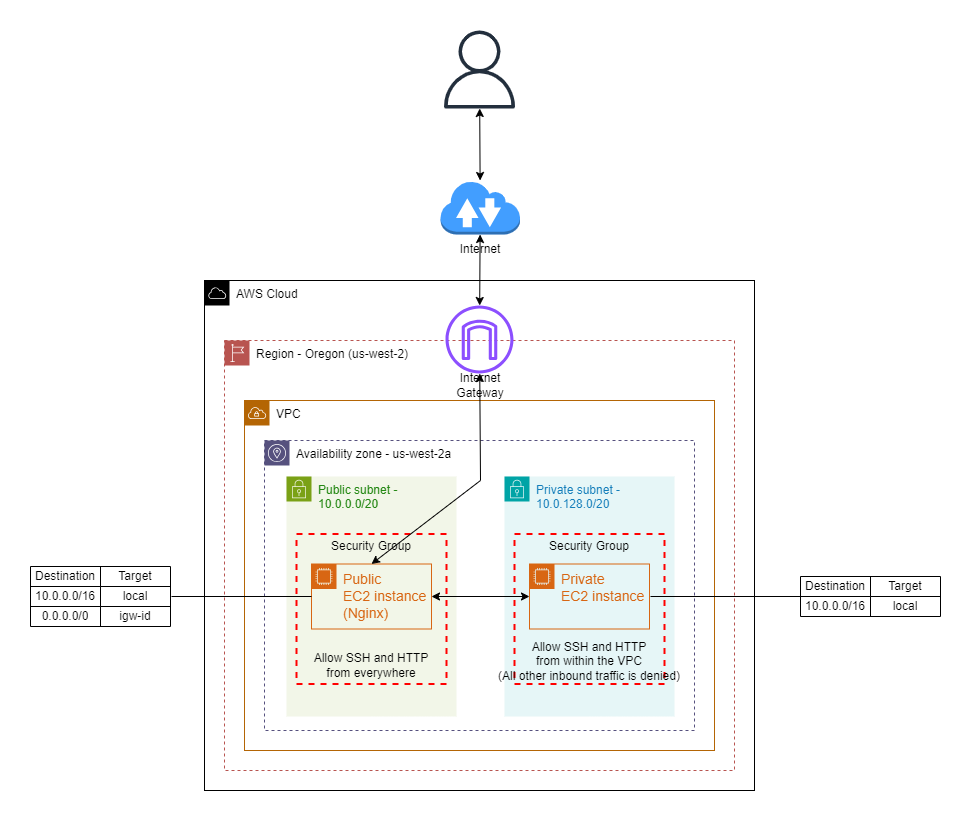 Internet
AWS Cloud
Region - Oregon (us-west-2)
Internet
Gateway
VPC
Availability zone - us-west-2a
Public subnet -
10.0.0.0/20
Security Group
Public
EC2 instance
(Nginx)
Allow SSH and HTTP
from everywhere
Private subnet -
10.0.128.0/20
Security Group
Private
EC2 instance
Allow SSH and HTTP
from within the VPC
(All other inbound traffic is denied)
Destination Target
10.0.0.0/16 local
0.0.0.0/0 igw-id
Destination Target
10.0.0.0/16 local